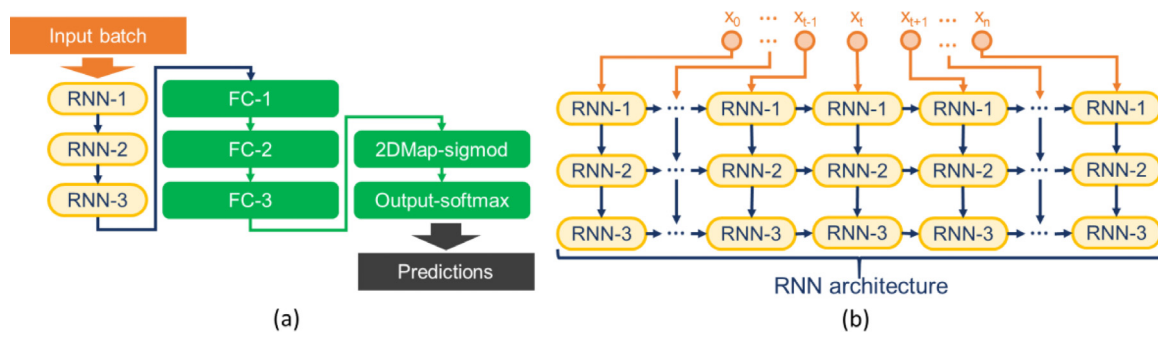 Input batch
RNN-1
RNN-2
RNN-3
FC-1
FC-2
FC-3
2DMap-sigmod
Output-softmax
Predictions
(a)
x0 ... xt-1 xt xt+1 ... xn
...
...
RNN-1 ... RNN-1 RNN-1 RNN-1 ... RNN-1
RNN-2 ... RNN-2 RNN-2 RNN-2 ... RNN-2
RNN-3 ... RNN-3 RNN-3 RNN-3 ... RNN-3
RNN architecture
(b)